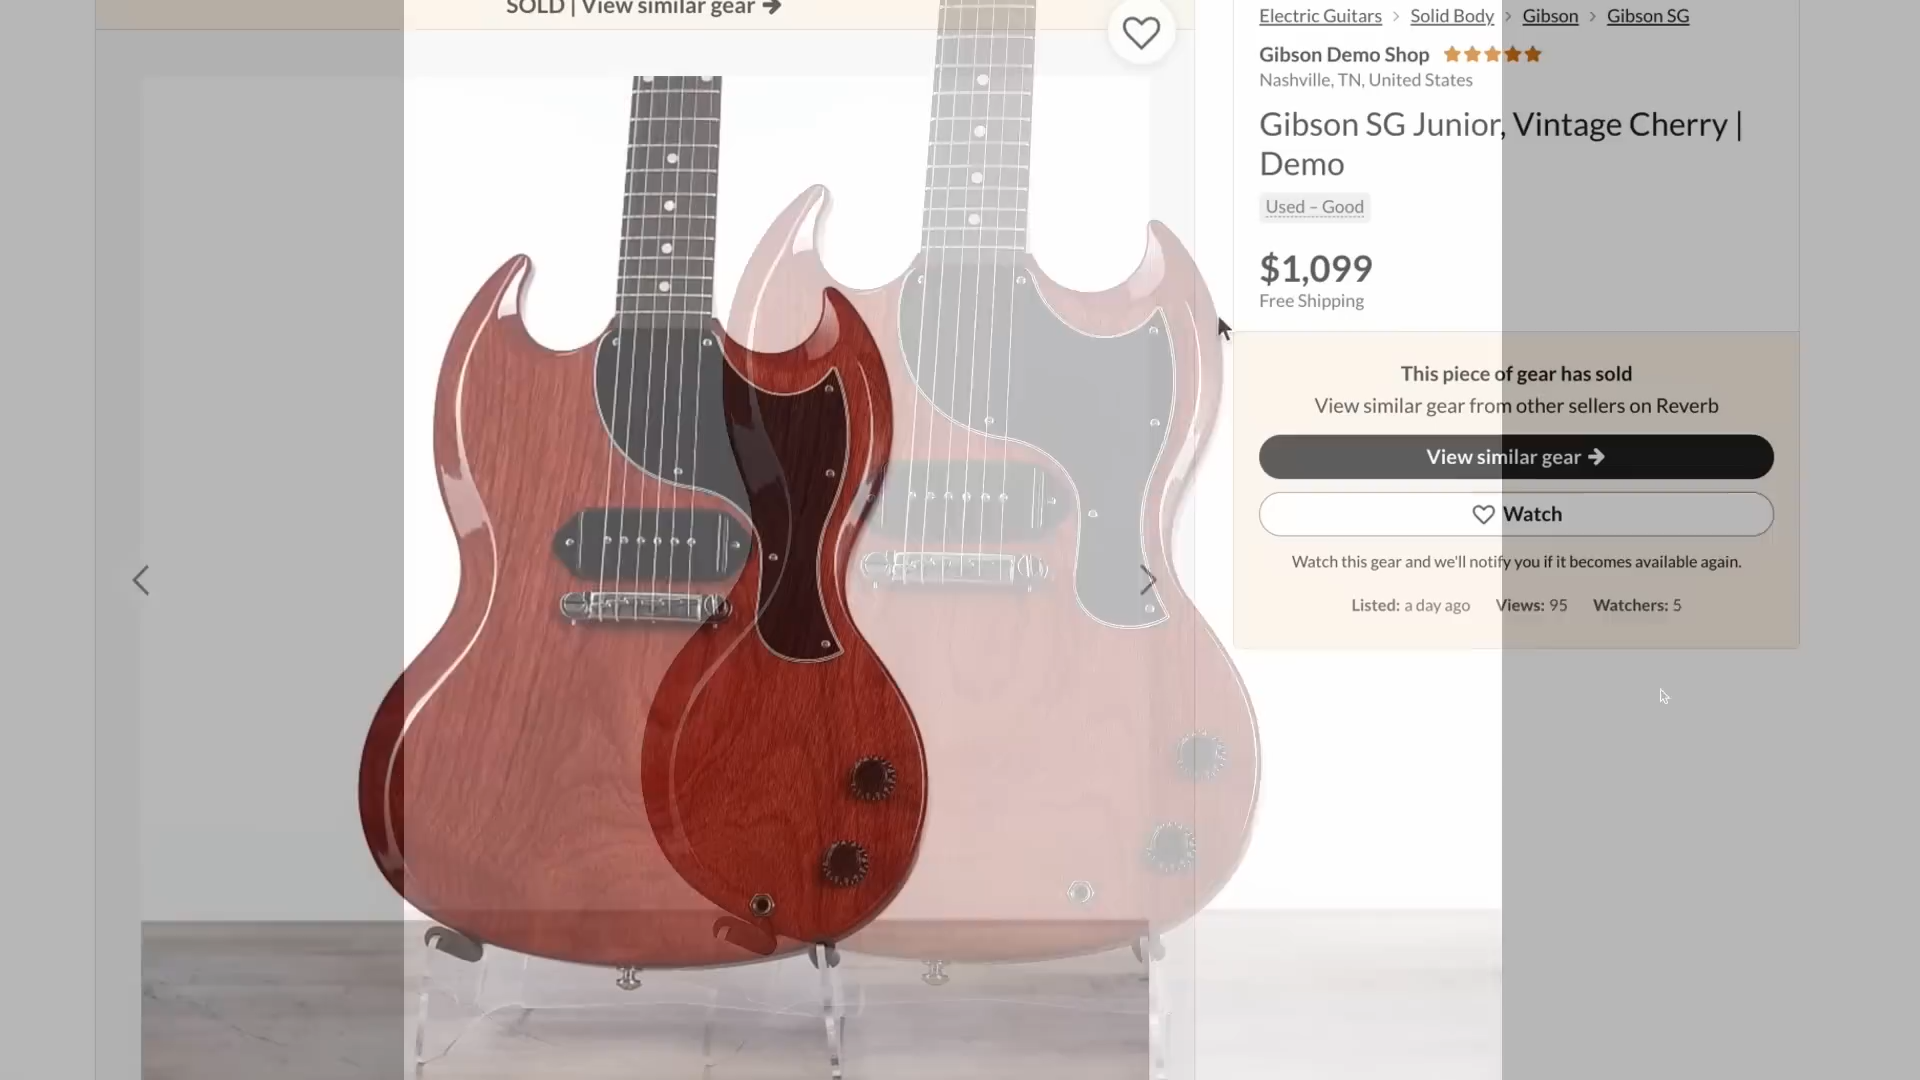 SOLD | View similar gear →
Electric Guitars > Solid Body > Gibson > Gibson SG
Gibson Demo Shop
Nashville, TN, United States
Gibson SG Junior, Vintage Cherry |
Demo
Used – Good
$1,099
Free Shipping
This piece of gear has sold
View similar gear from other sellers on Reverb
View similar gear →
Watch
Watch this gear and we'll notify you if it becomes available again.
Listed: a day ago Views: 95 Watchers: 5